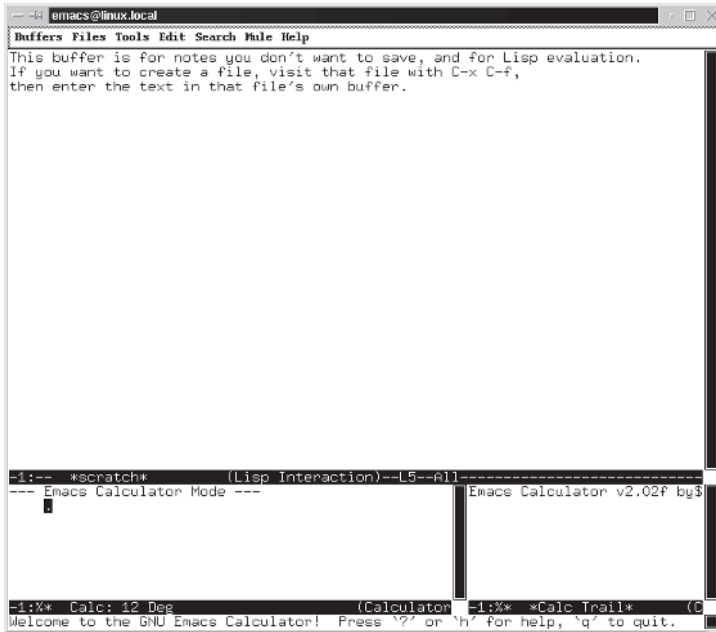 emacs@linux.local
Buffers Files Tools Edit Search Mule Help
This buffer is for notes you don't want to save, and for Lisp evaluation.
If you want to create a file, visit that file with C-x C-f,
then enter the text in that file's own buffer.
-1:-- *scratch* (Lisp Interaction)--L5--All----------------------------
--- Emacs Calculator Mode ---
.
-1:%* Calc: 12 Deg (Calculator
Emacs Calculator v2.02f by$
-1:%* *Calc Trail* (C
Welcome to the GNU Emacs Calculator! Press `?' or `h' for help, `q' to quit.